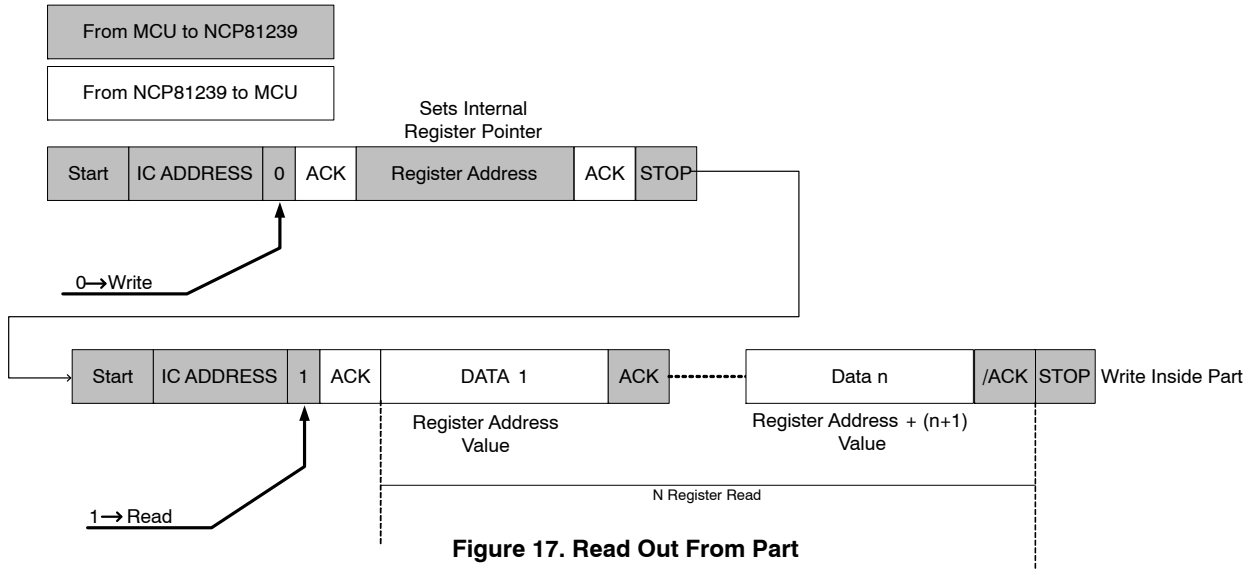 From MCU to NCP81239
From NCP81239 to MCU
Sets Internal
Register Pointer
Start IC ADDRESS 0 ACK Register Address ACK STOP
0→Write
Start IC ADDRESS 1 ACK DATA 1 ACK Data n /ACK STOP Write Inside Part
Register Address
Value
Register Address + (n+1)
Value
N Register Read
1→ Read
Figure 17. Read Out From Part